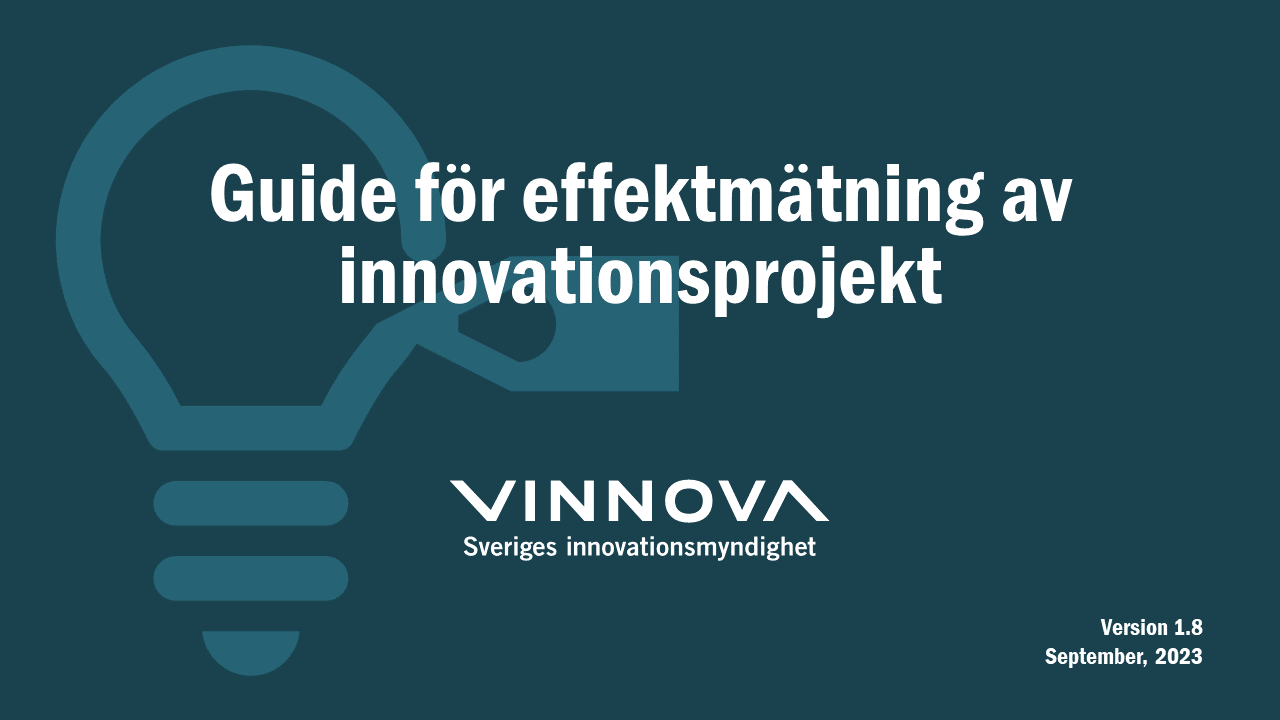 Guide för effektmätning av
innovationsprojekt
VINNOVA
Sveriges innovationsmyndighet
Version 1.8
September, 2023